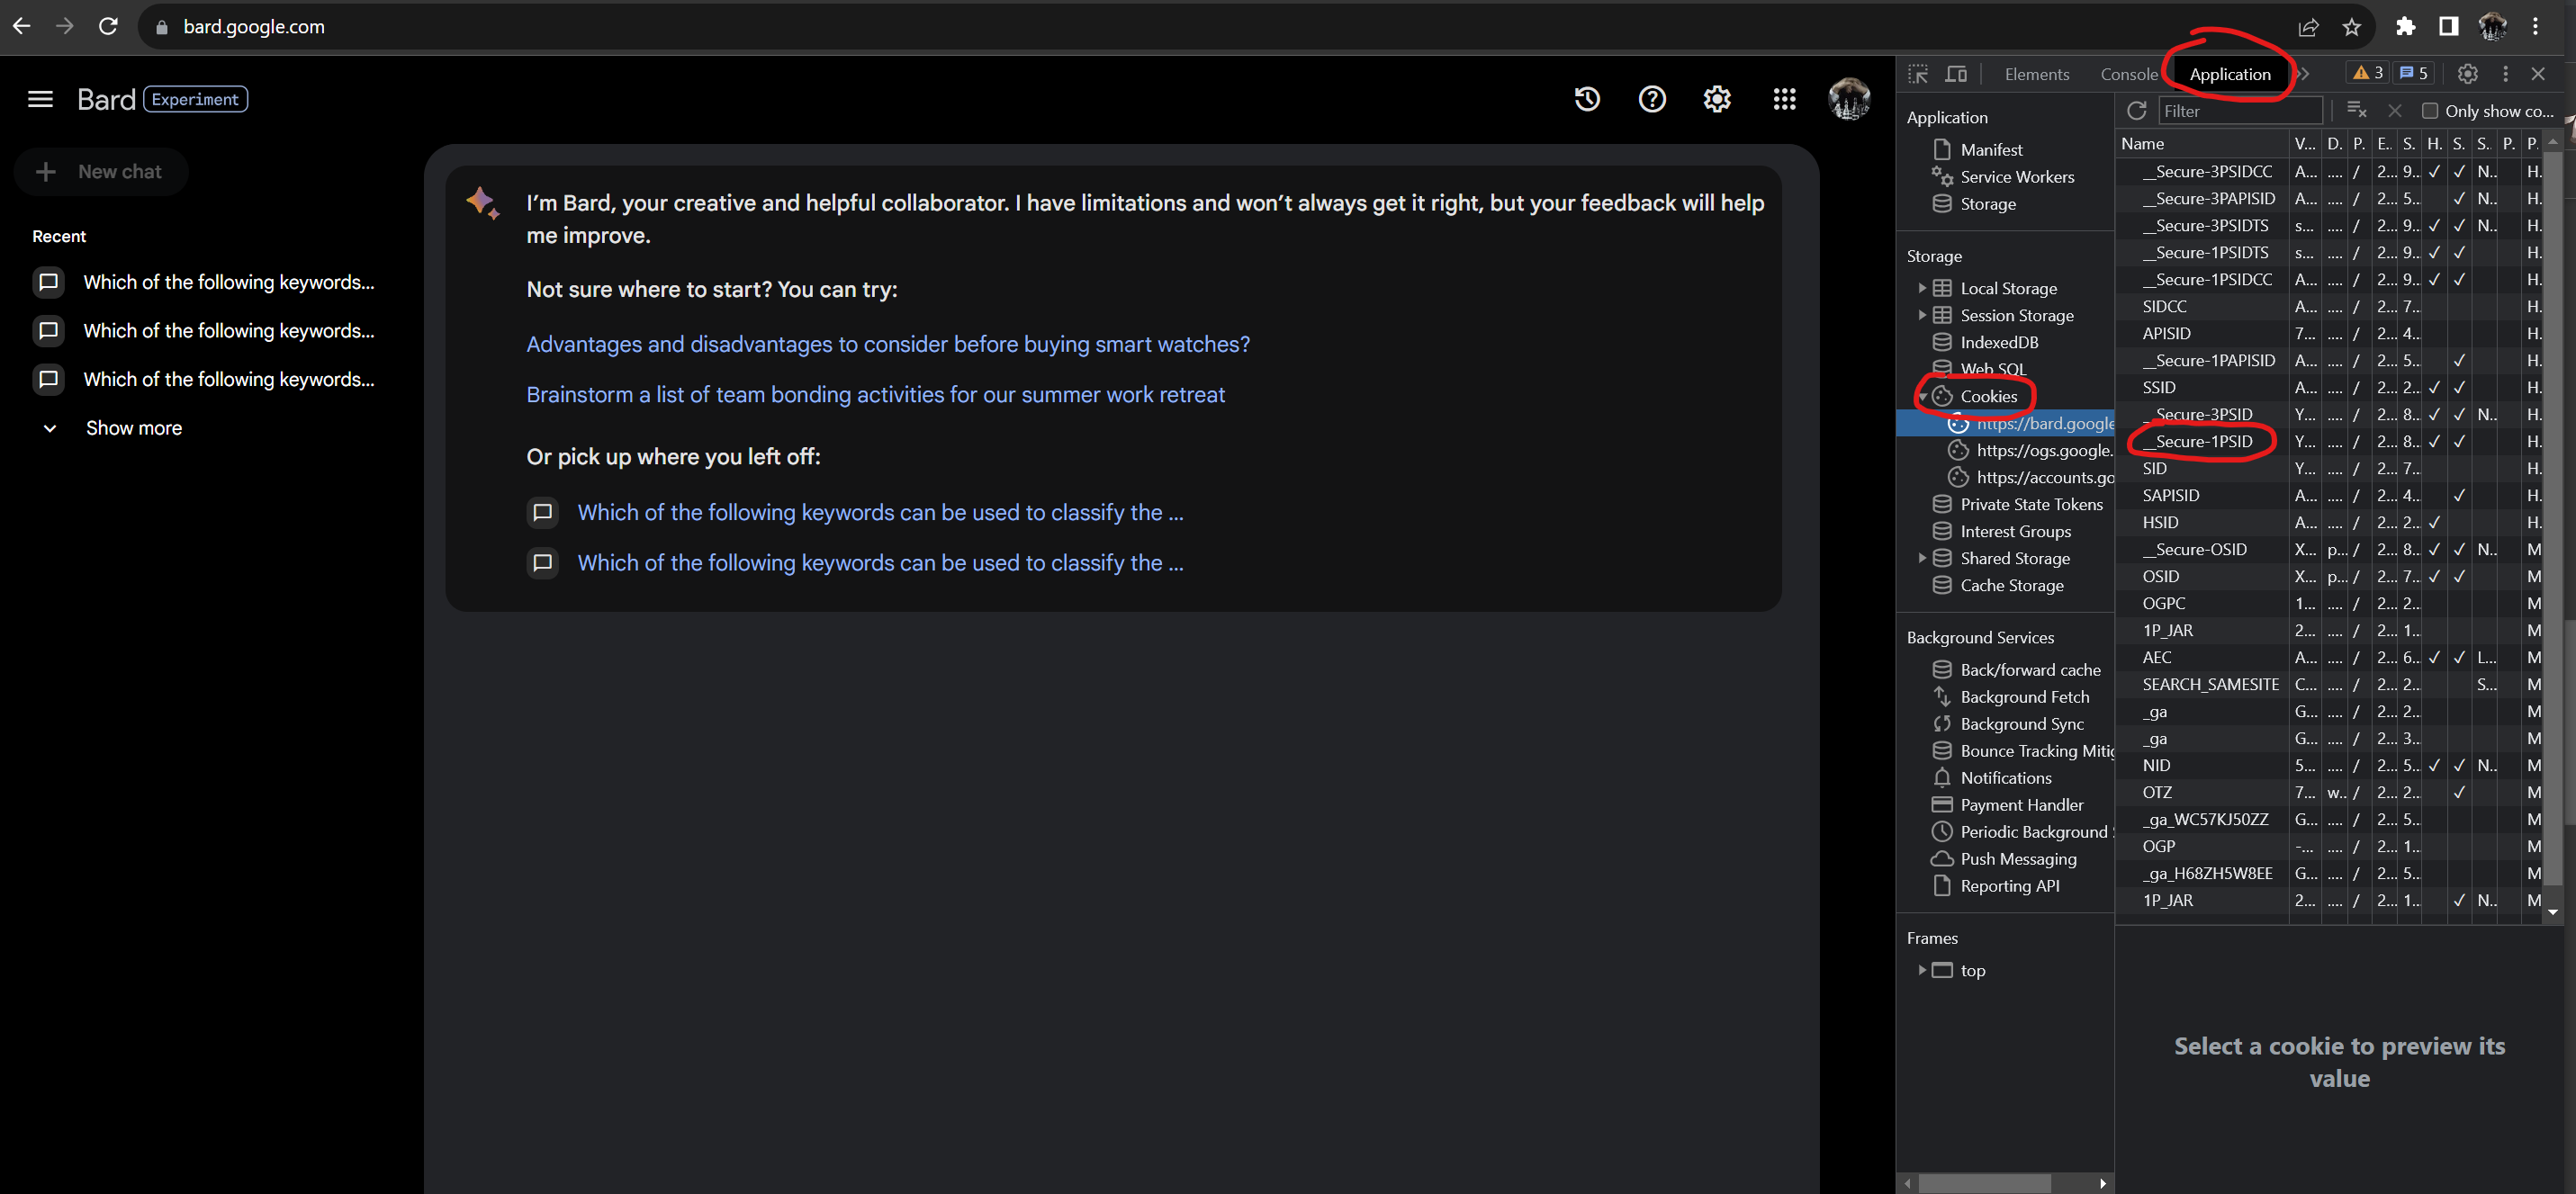 bard.google.com
Bard Experiment
New chat
Recent
Which of the following keywords...
Which of the following keywords...
Which of the following keywords...
Show more
I'm Bard, your creative and helpful collaborator. I have limitations and won't always get it right, but your feedback will help
me improve.
Not sure where to start? You can try:
Advantages and disadvantages to consider before buying smart watches?
Brainstorm a list of team bonding activities for our summer work retreat
Or pick up where you left off:
Which of the following keywords can be used to classify the ...
Which of the following keywords can be used to classify the ...
Elements Console Application 3 5
Application
Manifest
Service Workers
Storage
Storage
Local Storage
Session Storage
IndexedDB
Web SQL
Cookies
https://bard.google
https://ogs.google.
https://accounts.go
Private State Tokens
Interest Groups
Shared Storage
Cache Storage
Background Services
Back/forward cache
Background Fetch
Background Sync
Bounce Tracking Mitig
Notifications
Payment Handler
Periodic Background
Push Messaging
Reporting API
Frames
top
Filter Only show co...
Name V... D. P. E.. S. H. S. S.. P. P.
__Secure-3PSIDCC A... .... / 2... 9... ✓ ✓ N.. H.
__Secure-3PAPISID A... .... / 2... 5... ✓ N.. H.
__Secure-3PSIDTS s... .... / 2... 9... ✓ ✓ N.. H.
__Secure-1PSIDTS s... .... / 2... 9... ✓ ✓ H.
__Secure-1PSIDCC A... .... / 2... 9... ✓ ✓ H.
SIDCC A... .... / 2... 7... H.
APISID 7... .... / 2... 4... H.
__Secure-1PAPISID A... .... / 2... 5... ✓ H.
SSID A... .... / 2... 2... ✓ ✓ H.
__Secure-3PSID Y... .... / 2... 8... ✓ ✓ N.. H.
__Secure-1PSID Y... .... / 2... 8... ✓ ✓ H.
SID Y... .... / 2... 7... H.
SAPISID A... .... / 2... 4... ✓ H.
HSID A... .... / 2... 2... ✓ H.
__Secure-OSID X... p... / 2... 8... ✓ ✓ N.. M
OSID X... p... / 2... 7... ✓ ✓ M
OGPC 1... .... / 2... 2... M
1P_JAR 2... .... / 2... 1... M
AEC A... .... / 2... 6... ✓ ✓ L... M
SEARCH_SAMESITE C... .... / 2... 2... S... M
_ga G... .... / 2... 2... M
_ga G... .... / 2... 3... M
NID 5... .... / 2... 5... ✓ ✓ N.. M
OTZ 7... w.. / 2... 2... ✓ M
_ga_WC57KJ50ZZ G... .... / 2... 5... M
OGP -... .... / 2... 1... M
_ga_H68ZH5W8EE G... .... / 2... 5... M
1P_JAR 2... .... / 2... 1... ✓ N.. M
Select a cookie to preview its
value